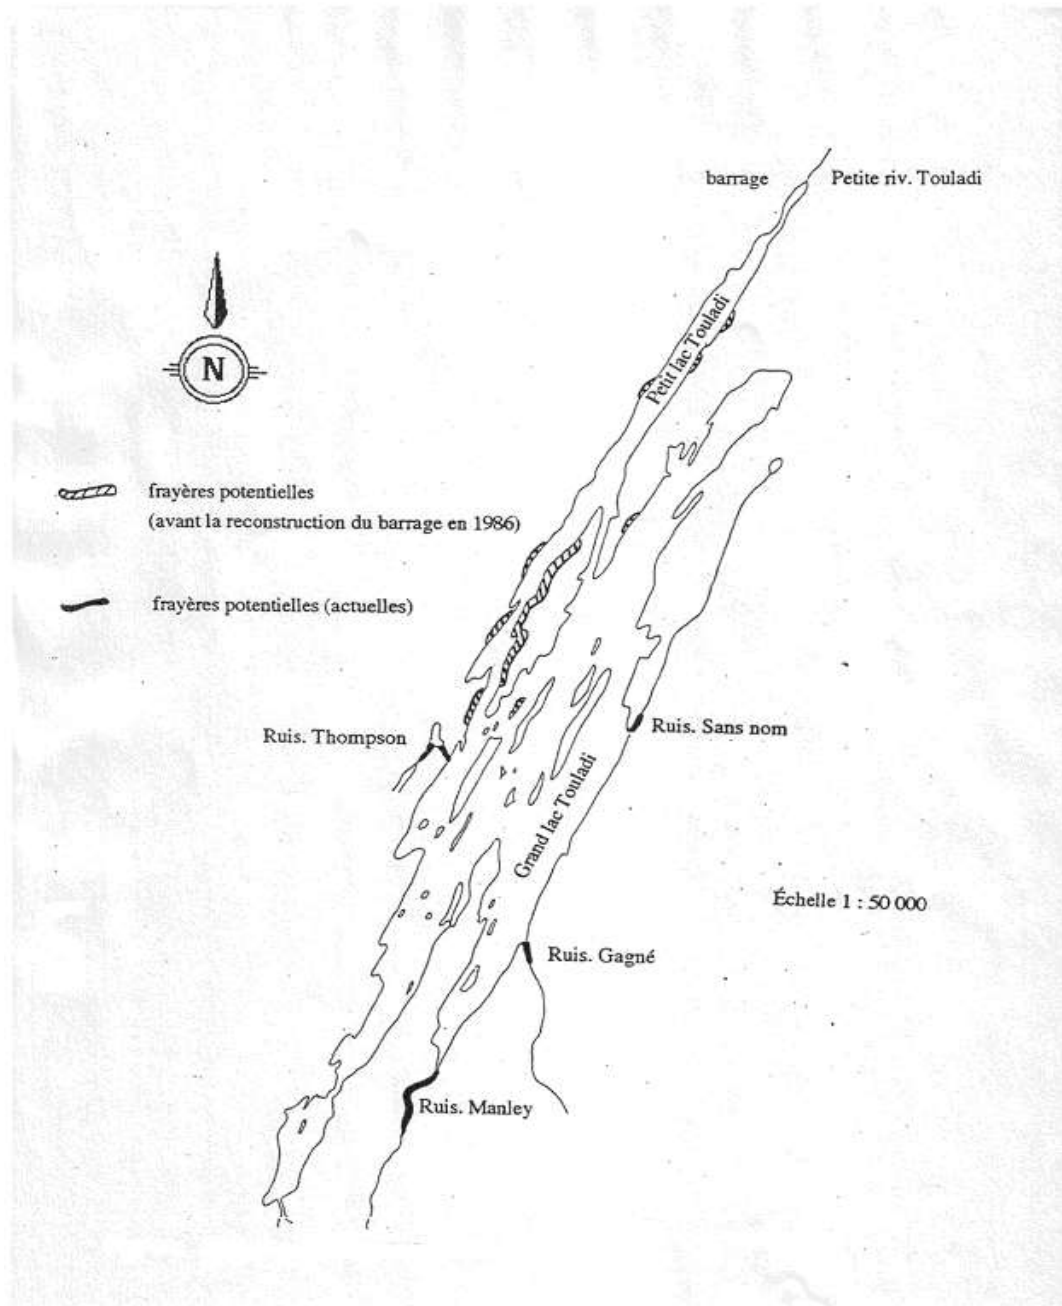 barrage
Petite riv. Touladi
Petit lac Touladi
N
frayères potentielles
(avant la reconstruction du barrage en 1986)
frayères potentielles (actuelles)
Ruis. Thompson
Ruis. Sans nom
Grand lac Touladi
Échelle 1 : 50 000
Ruis. Gagné
Ruis. Manley